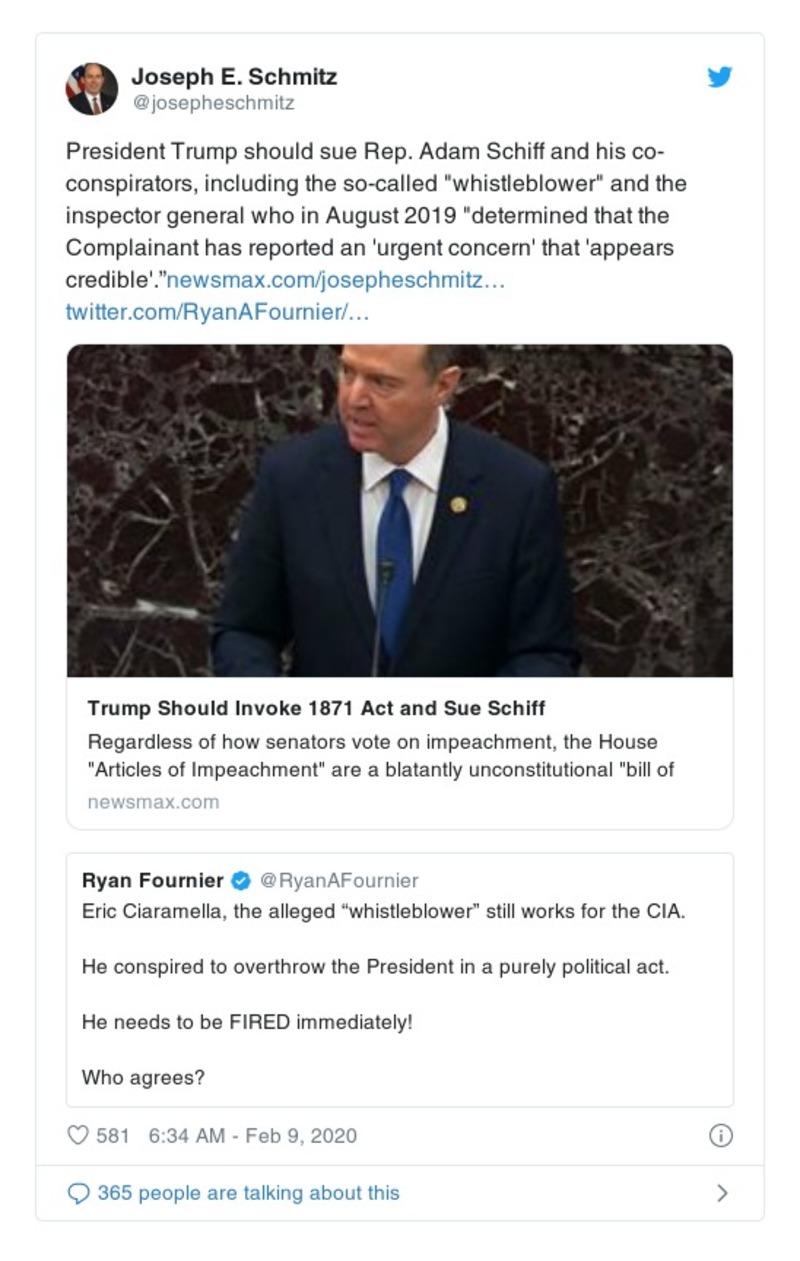 Joseph E. Schmitz
@josepheschmitz
President Trump should sue Rep. Adam Schiff and his co-
conspirators, including the so-called "whistleblower" and the
inspector general who in August 2019 "determined that the
Complainant has reported an 'urgent concern' that 'appears
credible'.”newsmax.com/josepheschmitz…
twitter.com/RyanAFournier/…
Trump Should Invoke 1871 Act and Sue Schiff
Regardless of how senators vote on impeachment, the House
"Articles of Impeachment" are a blatantly unconstitutional "bill of
newsmax.com
Ryan Fournier @RyanAFournier
Eric Ciaramella, the alleged “whistleblower” still works for the CIA.
He conspired to overthrow the President in a purely political act.
He needs to be FIRED immediately!
Who agrees?
581 6:34 AM - Feb 9, 2020
365 people are talking about this